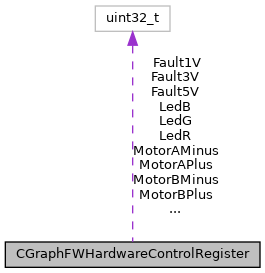 uint32_t
Fault1V
Fault3V
Fault5V
LedB
LedG
LedR
MotorAMinus
MotorAPlus
MotorBMinus
MotorBPlus
...
CGraphFWHardwareControlRegister